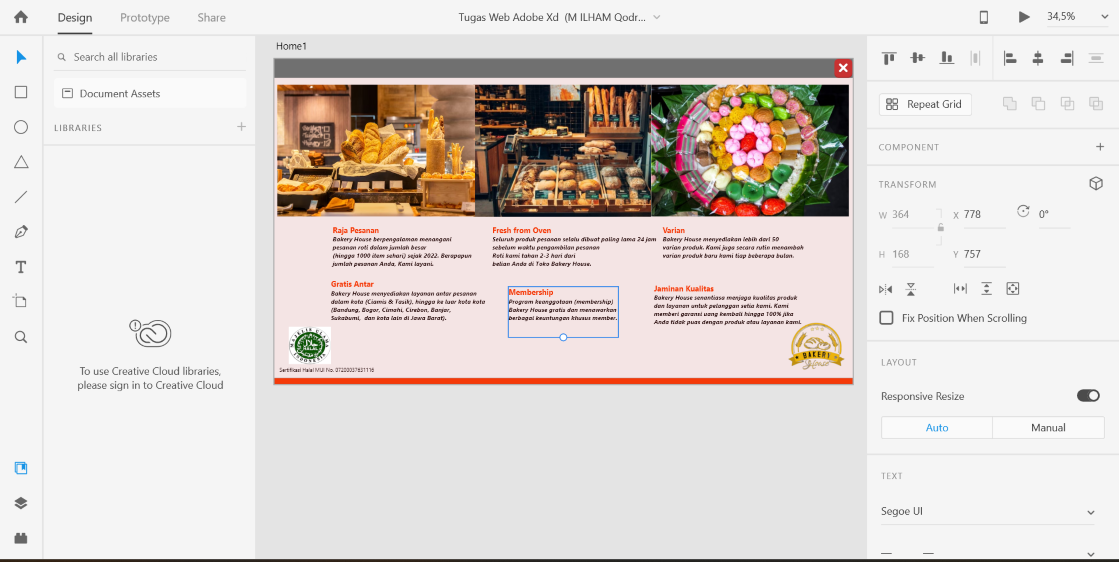 Design
Prototype
Share
Tugas Web Adobe Xd (M ILHAM Qodr...
34,5%
Search all libraries
Document Assets
LIBRARIES
To use Creative Cloud libraries,
please sign in to Creative Cloud
Home1
Raja Pesanan
Bakery House berpengalaman menangani
pesanan roti dalam jumlah besar
(hingga 1000 item sehari) sejak 2022. Berapapun
jumlah pesanan Anda, Kami layani.
Fresh from Oven
Seluruh produk pesanan selalu dibuat paling lama 24 jam
sebelum waktu pengambilan pesanan
Roti kami tahan 2-3 hari dari
belian Anda di Toko Bakery House.
Varian
Bakery House menyediakan lebih dari 50
varian produk. Kami juga secara rutin menambah
varian produk baru kami tiap beberapa bulan.
Gratis Antar
Bakery House menyediakan layanan antar pesanan
dalam kota (Ciamis & Tasik), hingga ke luar kota kota
(Bandung, Bogor, Cimahi, Cirebon, Banjar,
Sukabumi, dan kota lain di Jawa Barat).
Membership
Program keanggotaan (membership)
Bakery House gratis dan menawarkan
berbagai keuntungan khusus member.
Jaminan Kualitas
Bakery House senantiasa menjaga kualitas produk
dan layanan untuk pelanggan setia kami. Kami
memberi garansi uang kembali hingga 100% jika
Anda tidak puas dengan produk atau layanan kami.
MAJELIS ULAMA
HALAL
INDONESIA
BAKERY
House
Sertifikasi Halal MUI No. 07200037631116
Repeat Grid
COMPONENT
TRANSFORM
W 364
X 778
0°
H 168
Y 757
Fix Position When Scrolling
LAYOUT
Responsive Resize
Auto
Manual
TEXT
Segoe UI